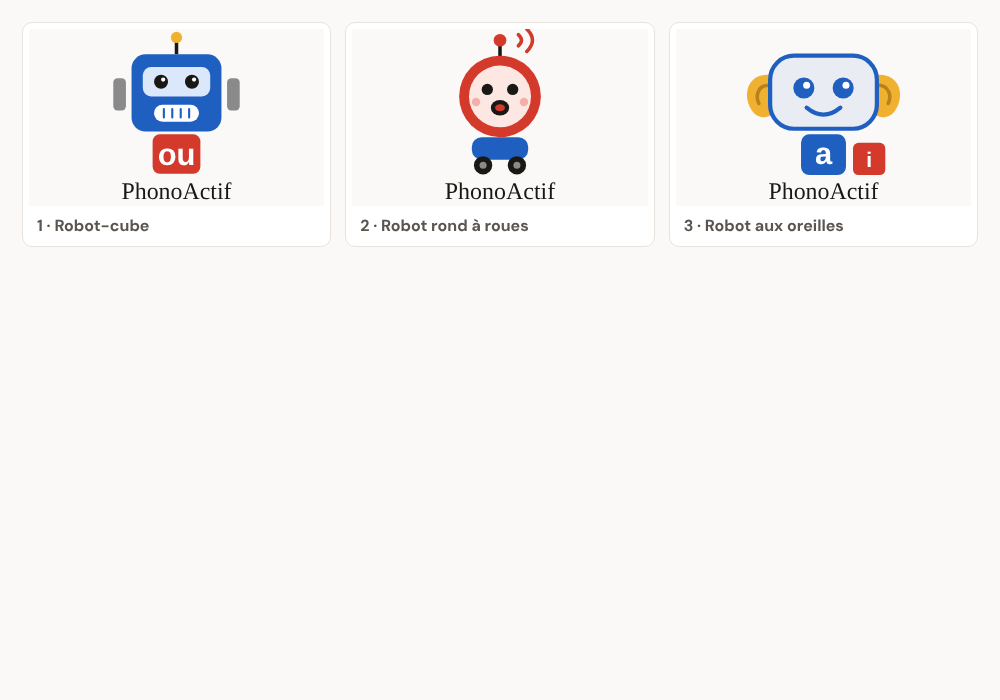 ou
PhonoActif
1 · Robot-cube
PhonoActif
2 · Robot rond à roues
a i
PhonoActif
3 · Robot aux oreilles